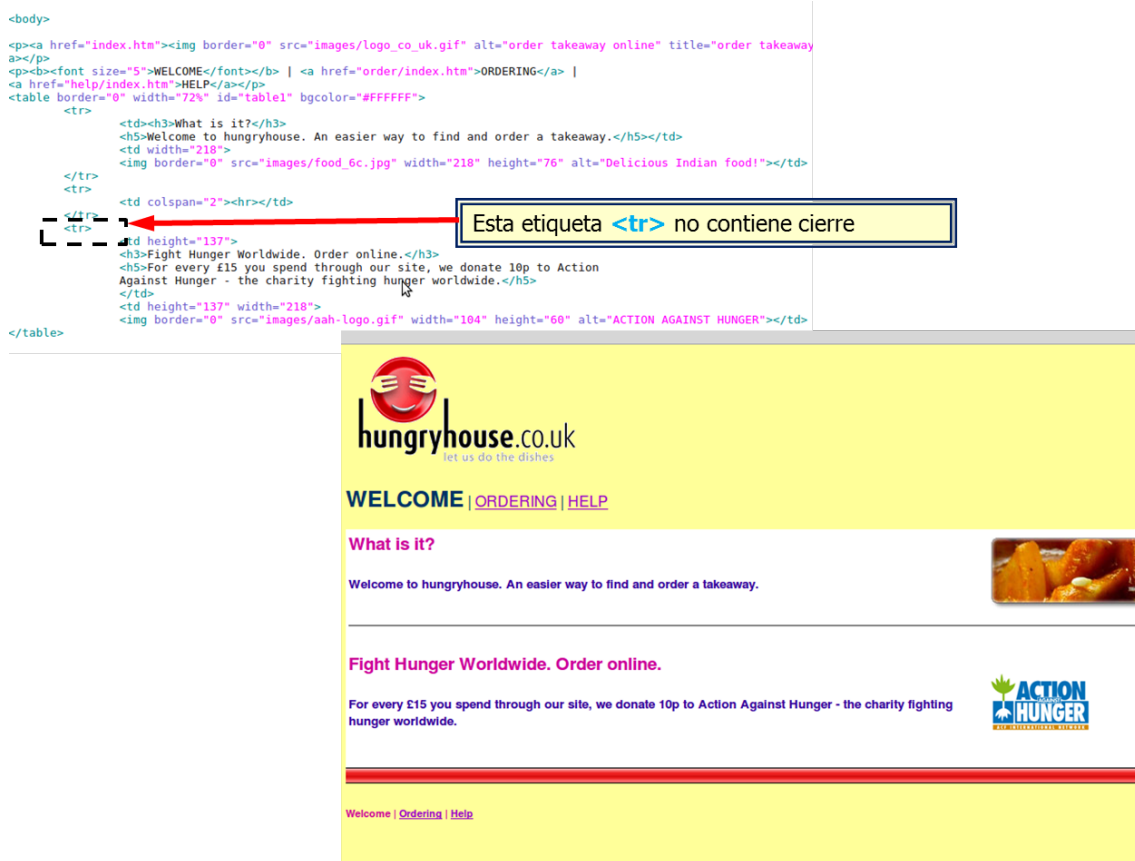 <body>
<p><a href="index.htm"><img border="0" src="images/logo_co_uk.gif" alt="order takeaway online" title="order takeaway
a></p>
<p><b><font size="5">WELCOME</font></b> | <a href="order/index.htm">ORDERING</a> |
<a href="help/index.htm">HELP</a></p>
<table border="0" width="72%" id="table1" bgcolor="#FFFFFF">
<tr>
<td><h3>What is it?</h3>
<h5>Welcome to hungryhouse. An easier way to find and order a takeaway.</h5></td>
<td width="218">
<img border="0" src="images/food_6c.jpg" width="218" height="76" alt="Delicious Indian food!"></td>
</tr>
<tr>
<td colspan="2"><hr></td>
</tr>
<tr>
Esta etiqueta <tr> no contiene cierre
td height="137">
<h3>Fight Hunger Worldwide. Order online.</h3>
<h5>For every £15 you spend through our site, we donate 10p to Action
Against Hunger - the charity fighting hunger worldwide.</h5>
</td>
<td height="137" width="218">
<img border="0" src="images/aah-logo.gif" width="104" height="60" alt="ACTION AGAINST HUNGER"></td>
</table>
hungryhouse.co.uk
let us do the dishes
WELCOME | ORDERING | HELP
What is it?
Welcome to hungryhouse. An easier way to find and order a takeaway.
Fight Hunger Worldwide. Order online.
For every £15 you spend through our site, we donate 10p to Action Against Hunger - the charity fighting
hunger worldwide.
ACTION
AGAINST
HUNGER
ACF INTERNATIONAL NETWORK
Welcome | Ordering | Help